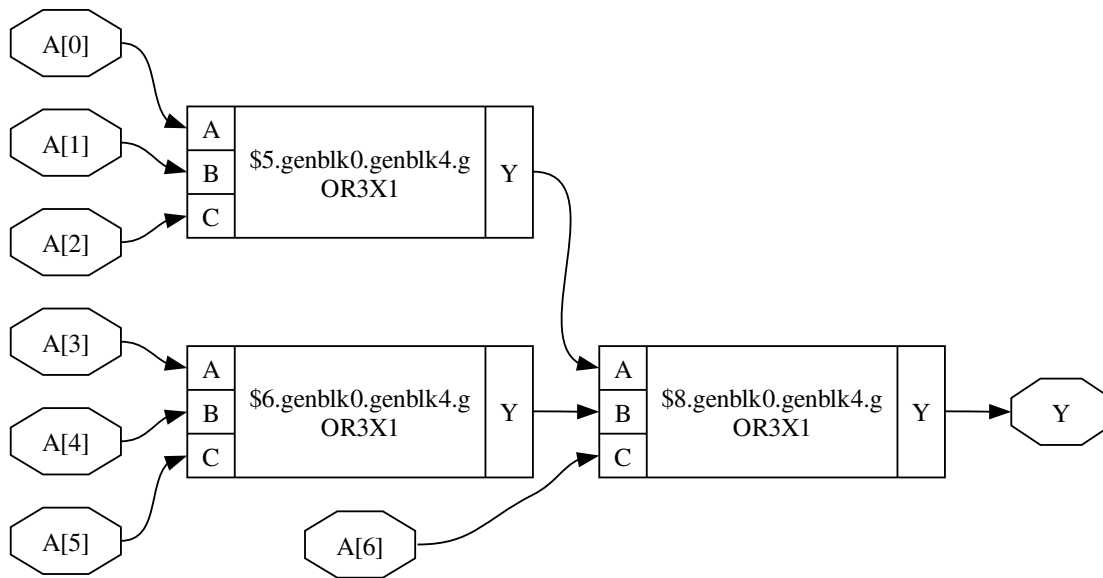 A[0]
A[1]
A[2]
A
B
C
$5.genblk0.genblk4.g
OR3X1
Y
A[3]
A[4]
A[5]
A
B
C
$6.genblk0.genblk4.g
OR3X1
Y
A[6]
A
B
C
$8.genblk0.genblk4.g
OR3X1
Y
Y